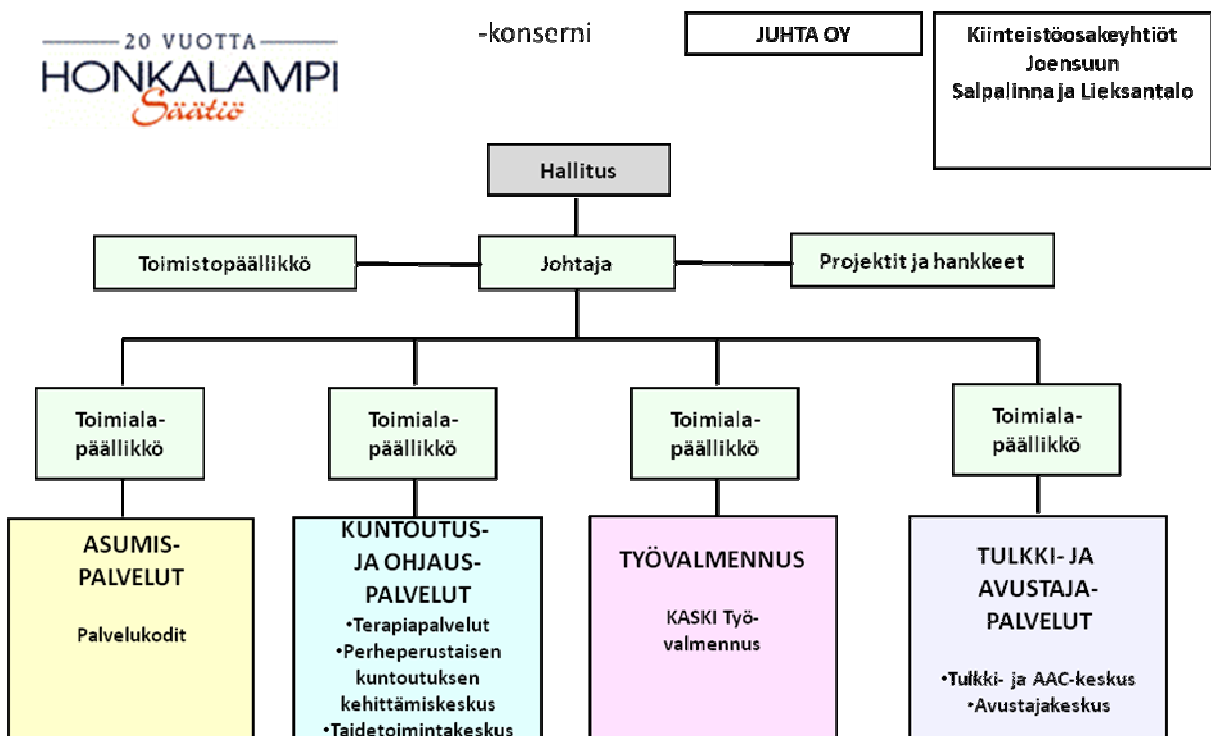 20 VUOTTA
HONKALAMPI
Säätiö
-konserni
JUHTA OY
Kiinteistöosakeyhtiöt
Joensuun
Salpalinna ja Lieksantalo
Hallitus
Toimistopäällikkö
Johtaja
Projektit ja hankkeet
Toimiala-
päällikkö
Toimiala-
päällikkö
Toimiala-
päällikkö
Toimiala-
päällikkö
ASUMIS-
PALVELUT
Palvelukodit
KUNTOUTUS-
JA OHJAUS-
PALVELUT
•Terapiapalvelut
•Perheperustaisen
kuntoutuksen
kehittämiskeskus
•Taidetoimintakeskus
TYÖVALMENNUS
KASKI Työ-
valmennus
TULKKI- JA
AVUSTAJA-
PALVELUT
•Tulkki- ja AAC-keskus
•Avustajakeskus